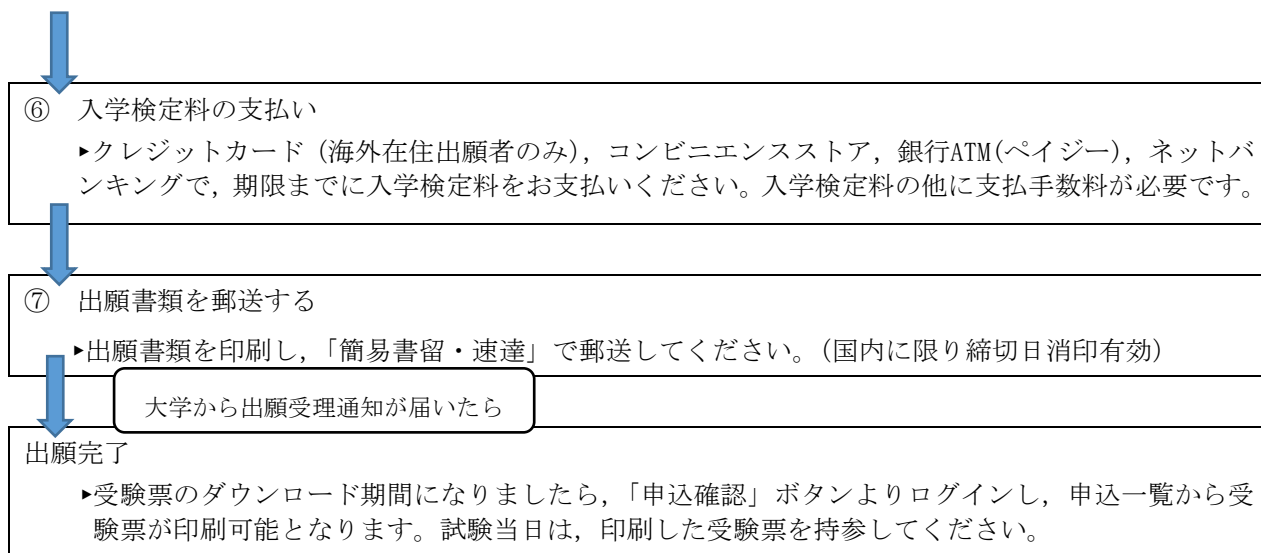 ⑥ 入学検定料の支払い
▸クレジットカード（海外在住出願者のみ），コンビニエンスストア，銀行ATM(ペイジー)，ネットバ
ンキングで，期限までに入学検定料をお支払いください。入学検定料の他に支払手数料が必要です。
⑦ 出願書類を郵送する
▸出願書類を印刷し，「簡易書留・速達」で郵送してください。（国内に限り締切日消印有効）
大学から出願受理通知が届いたら
出願完了
▸受験票のダウンロード期間になりましたら，「申込確認」ボタンよりログインし，申込一覧から受
験票が印刷可能となります。試験当日は，印刷した受験票を持参してください。